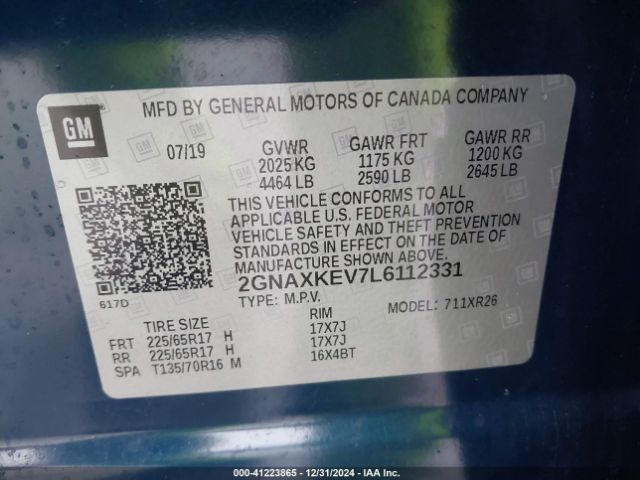 GM
MFD BY GENERAL MOTORS OF CANADA COMPANY
07/19
GVWR
2025 KG
4464 LB
GAWR FRT
1175 KG
2590 LB
GAWR RR
1200 KG
2645 LB
THIS VEHICLE CONFORMS TO ALL
APPLICABLE U.S. FEDERAL MOTOR
VEHICLE SAFETY AND THEFT PREVENTION
STANDARDS IN EFFECT ON THE DATE OF
MANUFACTURE SHOWN ABOVE.
2GNAXKEV7L6112331
617D
TYPE: M.P.V.
MODEL: 711XR26
TIRE SIZE RIM
FRT 225/65R17 H 17X7J
RR 225/65R17 H 17X7J
SPA T135/70R16 M 16X4BT
000-41223865 - 12/31/2024 - IAA Inc.